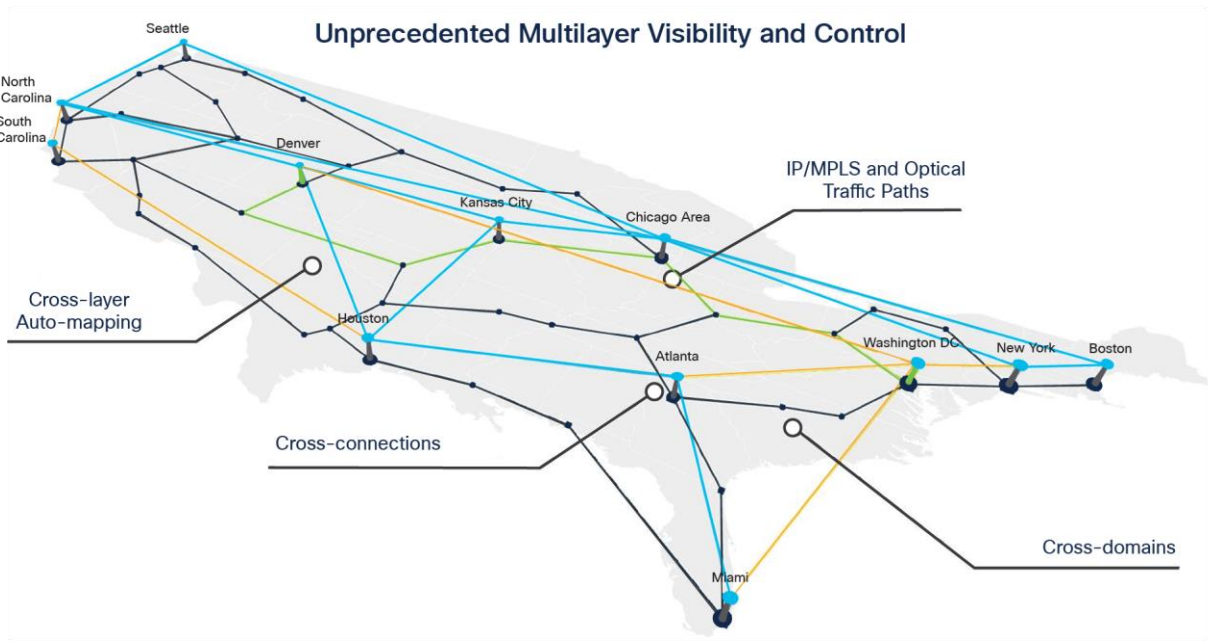 Unprecedented Multilayer Visibility and Control
Seattle
North
Carolina
South
Carolina
Denver
Kansas City
Chicago Area
IP/MPLS and Optical
Traffic Paths
Cross-layer
Auto-mapping
Houston
Atlanta
Washington DC
New York
Boston
Cross-connections
Cross-domains
Miami